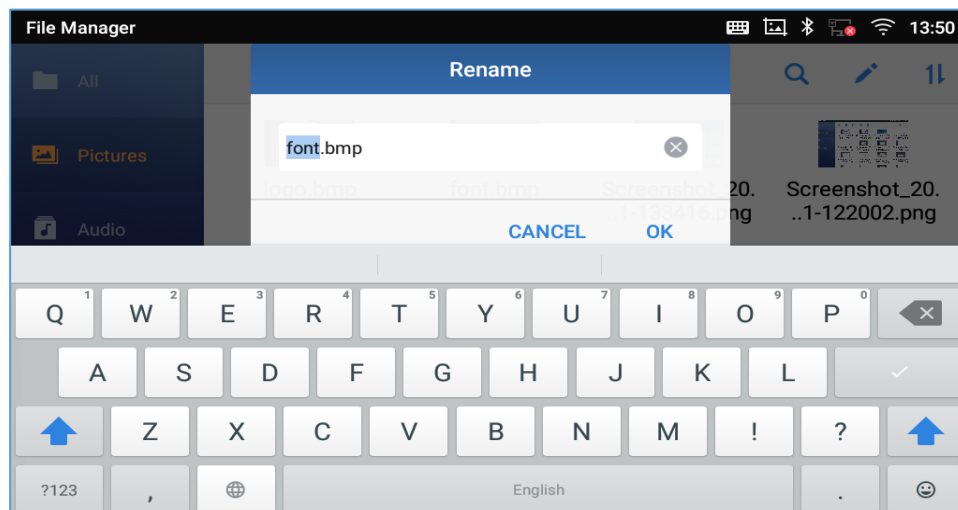 File Manager 13:50
Rename
All
font.bmp
Pictures
logo.bmp font.bmp Screenshot_20. Screenshot_20.
..1-133416.png ..1-122002.png
Audio
CANCEL OK
Q 1 W 2 E 3 R 4 T 5 Y 6 U 7 I 8 O 9 P 0
A S D F G H J K L
Z X C V B N M ! ?
?123 , English .